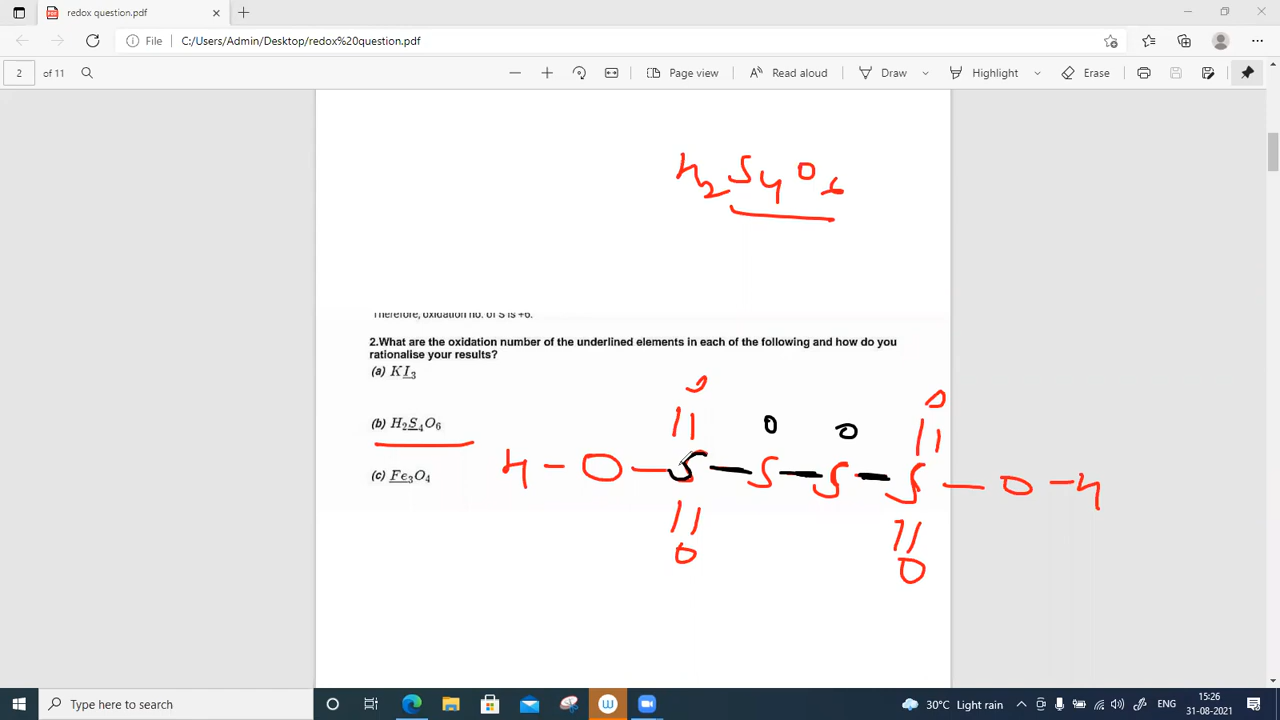 redox question.pdf
File C:/Users/Admin/Desktop/redox%20question.pdf
2 of 11 Page view Read aloud Draw Highlight Erase
H2S4O6
Therefore, oxidation no. of S is +6.
2.What are the oxidation number of the underlined elements in each of the following and how do you
rationalise your results?
(a) KI3
(b) H2S4O6
(c) Fe3O4
O O
O O
H - O - S - S - S - S - O - H
O O
Type here to search
30°C Light rain ENG 15:26
31-08-2021